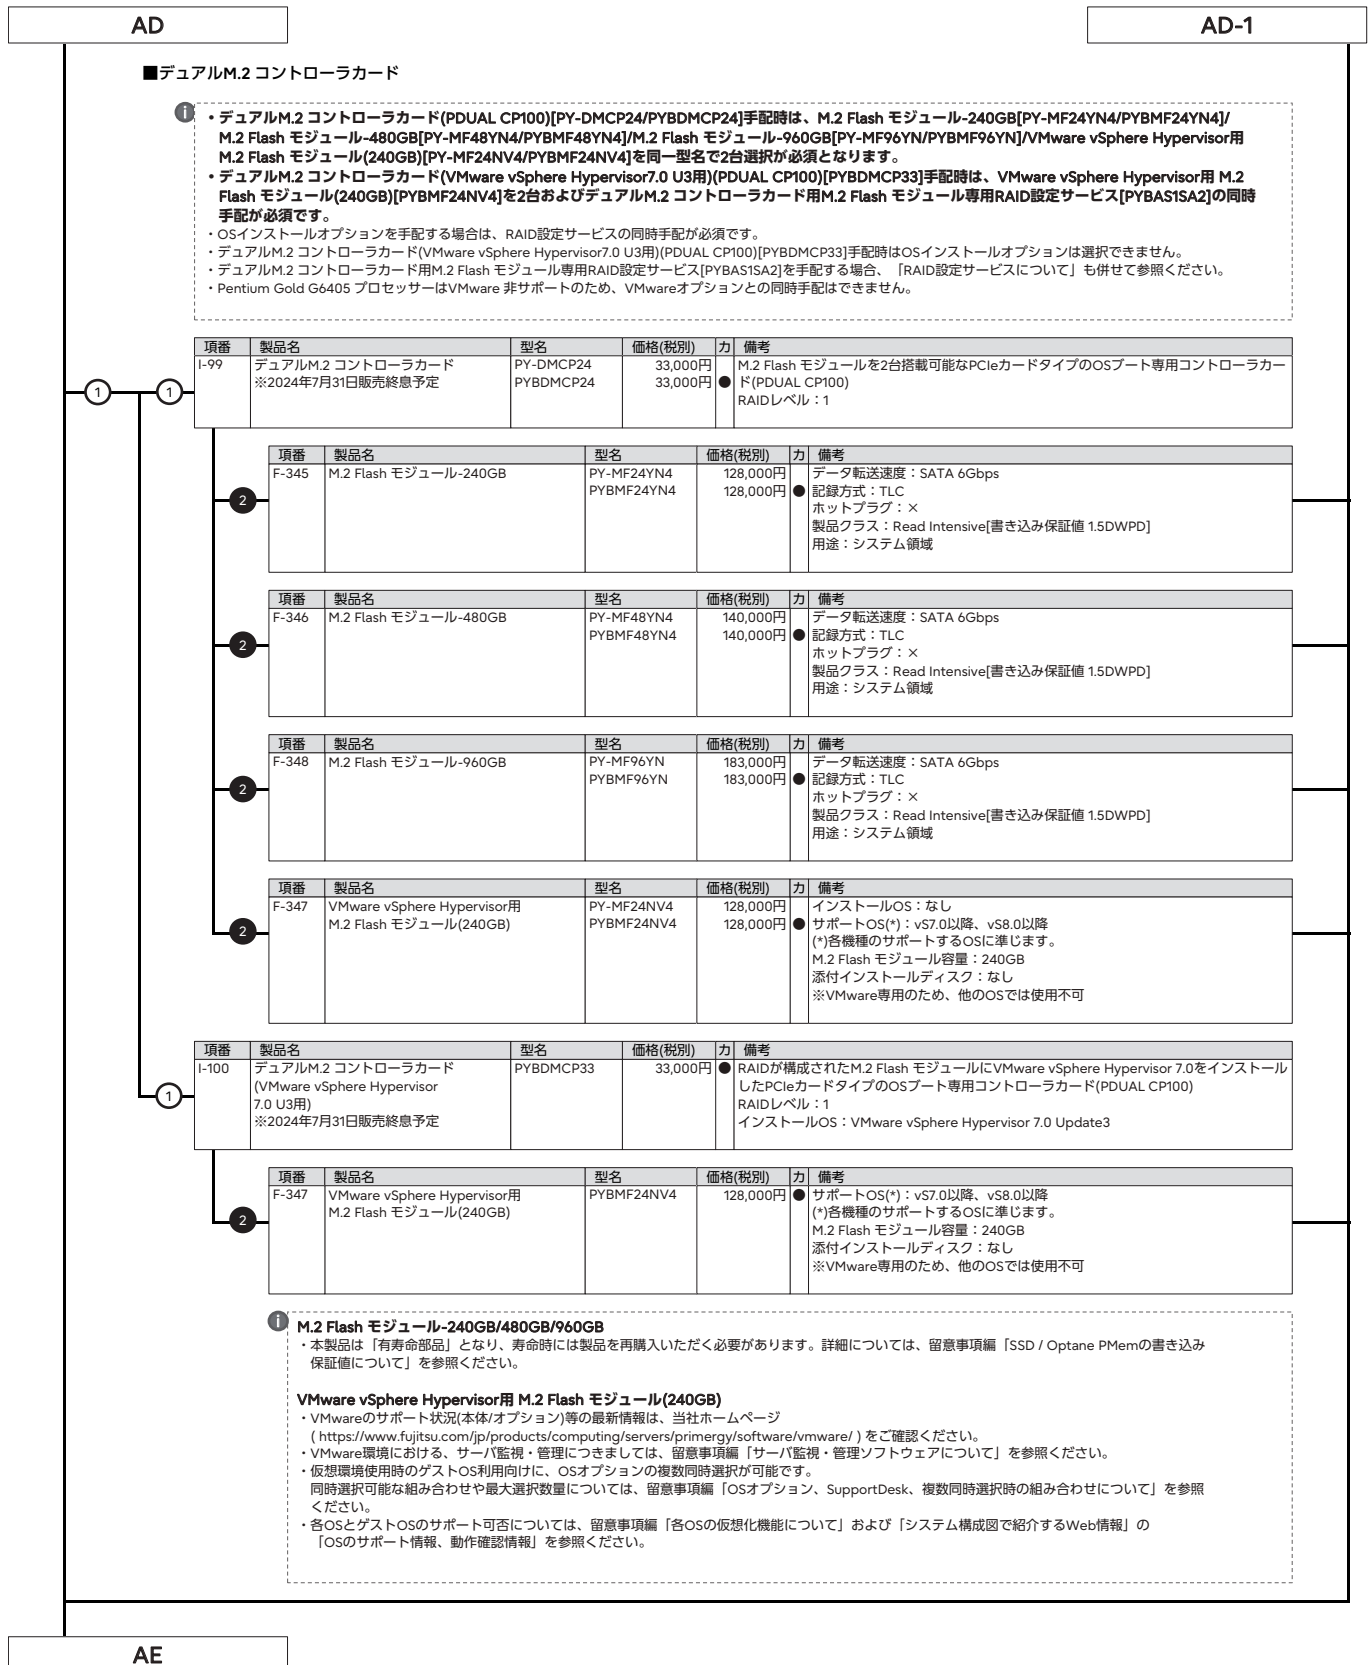 AD
AD-1
■デュアルM.2 コントローラカード
・デュアルM.2 コントローラカード(PDUAL CP100)[PY-DMCP24/PYBDMCP24]手配時は、M.2 Flash モジュール-240GB[PY-MF24YN4/PYBMF24YN4]/
M.2 Flash モジュール-480GB[PY-MF48YN4/PYBMF48YN4]/M.2 Flash モジュール-960GB[PY-MF96YN/PYBMF96YN]/VMware vSphere Hypervisor用
M.2 Flash モジュール(240GB)[PY-MF24NV4/PYBMF24NV4]を同一型名で2台選択が必須となります。
・デュアルM.2 コントローラカード(VMware vSphere Hypervisor7.0 U3用)(PDUAL CP100)[PYBDMCP33]手配時は、VMware vSphere Hypervisor用 M.2
Flash モジュール(240GB)[PYBMF24NV4]を2台およびデュアルM.2 コントローラカード用M.2 Flash モジュール専用RAID設定サービス[PYBAS1SA2]の同時
手配が必須です。
・OSインストールオプションを手配する場合は、RAID設定サービスの同時手配が必須です。
・デュアルM.2 コントローラカード(VMware vSphere Hypervisor7.0 U3用)(PDUAL CP100)[PYBDMCP33]手配時はOSインストールオプションは選択できません。
・デュアルM.2 コントローラカード用M.2 Flash モジュール専用RAID設定サービス[PYBAS1SA2]を手配する場合、「RAID設定サービスについて」も併せて参照ください。
・Pentium Gold G6405 プロセッサーはVMware 非サポートのため、VMwareオプションとの同時手配はできません。
項番 製品名 型名 価格(税別) カ 備考
I-99 デュアルM.2 コントローラカード PY-DMCP24 33,000円 M.2 Flash モジュールを2台搭載可能なPCIeカードタイプのOSブート専用コントローラカー
1 1 ※2024年7月31日販売終息予定 PYBDMCP24 33,000円 ● ド(PDUAL CP100)
RAIDレベル：1
項番 製品名 型名 価格(税別) カ 備考
F-345 M.2 Flash モジュール-240GB PY-MF24YN4 128,000円 データ転送速度：SATA 6Gbps
2 PYBMF24YN4 128,000円 ● 記録方式：TLC
ホットプラグ：×
製品クラス：Read Intensive[書き込み保証値 1.5DWPD]
用途：システム領域
項番 製品名 型名 価格(税別) カ 備考
F-346 M.2 Flash モジュール-480GB PY-MF48YN4 140,000円 データ転送速度：SATA 6Gbps
2 PYBMF48YN4 140,000円 ● 記録方式：TLC
ホットプラグ：×
製品クラス：Read Intensive[書き込み保証値 1.5DWPD]
用途：システム領域
項番 製品名 型名 価格(税別) カ 備考
F-348 M.2 Flash モジュール-960GB PY-MF96YN 183,000円 データ転送速度：SATA 6Gbps
2 PYBMF96YN 183,000円 ● 記録方式：TLC
ホットプラグ：×
製品クラス：Read Intensive[書き込み保証値 1.5DWPD]
用途：システム領域
項番 製品名 型名 価格(税別) カ 備考
F-347 VMware vSphere Hypervisor用 PY-MF24NV4 128,000円 インストールOS：なし
2 M.2 Flash モジュール(240GB) PYBMF24NV4 128,000円 ● サポートOS(*)：vS7.0以降、vS8.0以降
(*)各機種のサポートするOSに準じます。
M.2 Flash モジュール容量：240GB
添付インストールディスク：なし
※VMware専用のため、他のOSでは使用不可
項番 製品名 型名 価格(税別) カ 備考
I-100 デュアルM.2 コントローラカード PYBDMCP33 33,000円 ● RAIDが構成されたM.2 Flash モジュールにVMware vSphere Hypervisor 7.0をインストール
(VMware vSphere Hypervisor したPCIeカードタイプのOSブート専用コントローラカード(PDUAL CP100)
1 7.0 U3用) RAIDレベル：1
※2024年7月31日販売終息予定 インストールOS：VMware vSphere Hypervisor 7.0 Update3
項番 製品名 型名 価格(税別) カ 備考
F-347 VMware vSphere Hypervisor用 PYBMF24NV4 128,000円 ● サポートOS(*)：vS7.0以降、vS8.0以降
2 M.2 Flash モジュール(240GB) (*)各機種のサポートするOSに準じます。
M.2 Flash モジュール容量：240GB
添付インストールディスク：なし
※VMware専用のため、他のOSでは使用不可
M.2 Flash モジュール-240GB/480GB/960GB
・本製品は「有寿命部品」となり、寿命時には製品を再購入いただく必要があります。詳細については、留意事項編「SSD / Optane PMemの書き込み
保証値について」を参照ください。
VMware vSphere Hypervisor用 M.2 Flash モジュール(240GB)
・VMwareのサポート状況(本体/オプション)等の最新情報は、当社ホームページ
( https://www.fujitsu.com/jp/products/computing/servers/primergy/software/vmware/ ) をご確認ください。
・VMware環境における、サーバ監視・管理につきましては、留意事項編「サーバ監視・管理ソフトウェアについて」を参照ください。
・仮想環境使用時のゲストOS利用向けに、OSオプションの複数同時選択が可能です。
同時選択可能な組み合わせや最大選択数量については、留意事項編「OSオプション、SupportDesk、複数同時選択時の組み合わせについて」を参照
ください。
・各OSとゲストOSのサポート可否については、留意事項編「各OSの仮想化機能について」および「システム構成図で紹介するWeb情報」の
「OSのサポート情報、動作確認情報」を参照ください。
AE